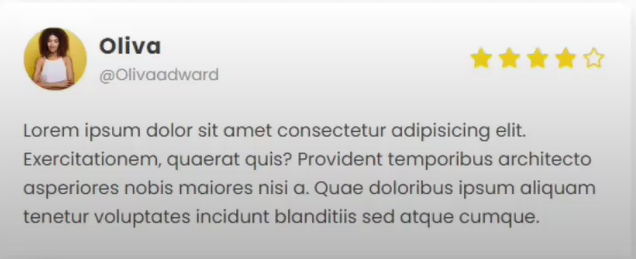 Oliva
@Olivaadward
Lorem ipsum dolor sit amet consectetur adipisicing elit.
Exercitationem, quaerat quis? Provident temporibus architecto
asperiores nobis maiores nisi a. Quae doloribus ipsum aliquam
tenetur voluptates incidunt blanditiis sed atque cumque.